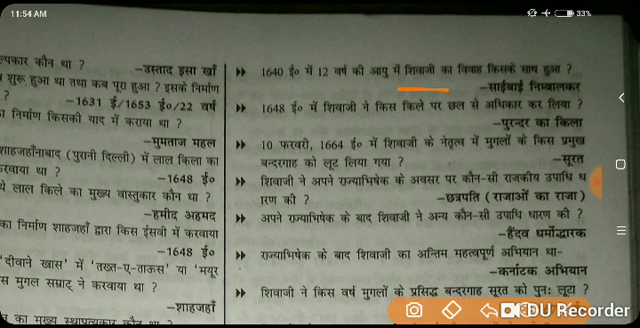 11:54 AM
33%
ल्पकार कौन था ?
–उस्ताद इसा खाँ
शुरू हुआ था तथा कब पूरा हुआ ? इसके निर्माण
?
–1631 ई/1653 ई०/22 वर्ष
निर्माण किसकी याद में कराया था ?
–मुमताज महल
शाहजहाँनाबाद (पुरानी दिल्ली) में लाल किला का
करवाया था ?
–1648 ई०
ये लाल किले का मुख्य वास्तुकार कौन था ?
–हमीद अहमद
का निर्माण शाहजहाँ द्वारा किस ईसवी में करवाया
–1648 ई०
'दीवाने खास' में 'तख्त-ए-ताऊस' या 'मयूर
स मुगल सम्राट् ने करवाया था ?
–शाहजहाँ
का मुख्य स्थापत्यकार कौन था ?
1640 ई० में 12 वर्ष की आयु में शिवाजी का विवाह किसके साथ हुआ ?
–साईबाई निम्बालकर
1648 ई० में शिवाजी ने किस किले पर छल से अधिकार कर लिया ?
–पुरन्दर का किला
10 फरवरी, 1664 ई० में शिवाजी के नेतृत्व में मुगलों के किस प्रमुख
बन्दरगाह को लूट लिया गया ?
–सूरत
शिवाजी ने अपने राज्याभिषेक के अवसर पर कौन-सी राजकीय उपाधि ध
ारण की ?
–छत्रपति (राजाओं का राजा)
अपने राज्याभिषेक के बाद शिवाजी ने अन्य कौन-सी उपाधि धारण की ?
–हैंदव धर्मोद्धारक
राज्याभिषेक के बाद शिवाजी का अन्तिम महत्वपूर्ण अभियान था-
–कर्नाटक अभियान
शिवाजी ने किस वर्ष मुगलों के प्रसिद्ध बन्दरगाह सूरत को पुनः लूटा ?
DU Recorder